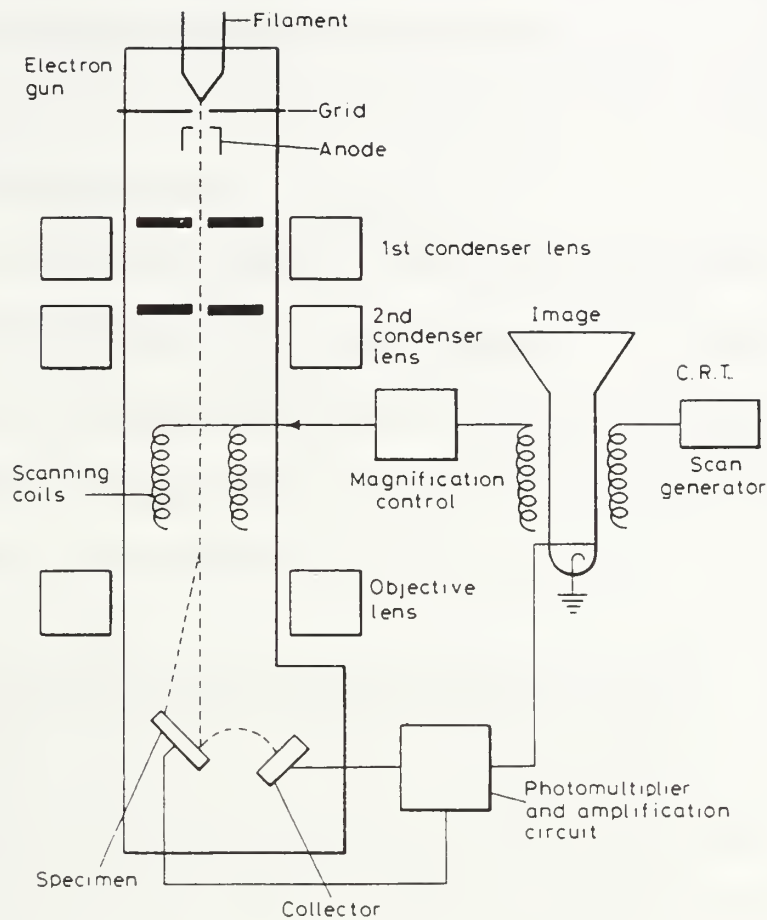 Filament
Electron
gun
Grid
Anode
1st condenser lens
2nd
condenser
lens
Image
C.R.T.
Scanning
coils
Magnification
control
Scan
generator
Objective
lens
Photomultiplier
and amplification
circuit
Specimen
Collector